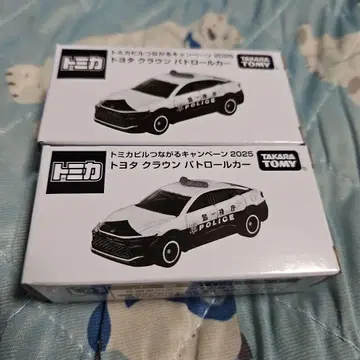 トミカ
トミカビルつながるキャンペーン 2025
トヨタ クラウン パトロールカー
TAKARA TOMY
POLICE
トミカ
トミカビルつながるキャンペーン 2025
トヨタ クラウン パトロールカー
TAKARA TOMY
警視庁
POLICE